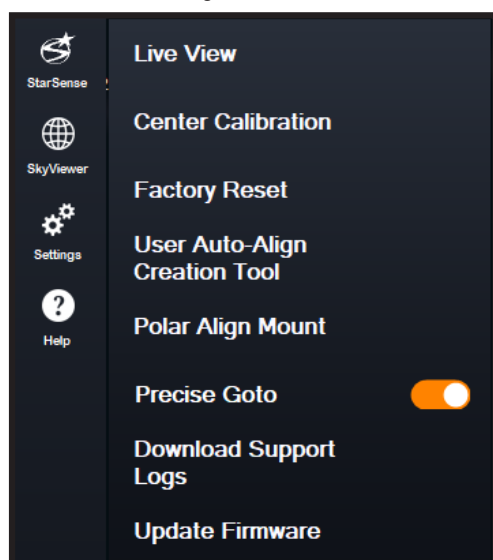 StarSense
SkyViewer
Settings
?
Help
Live View
Center Calibration
Factory Reset
User Auto-Align
Creation Tool
Polar Align Mount
Precise Goto
Download Support
Logs
Update Firmware